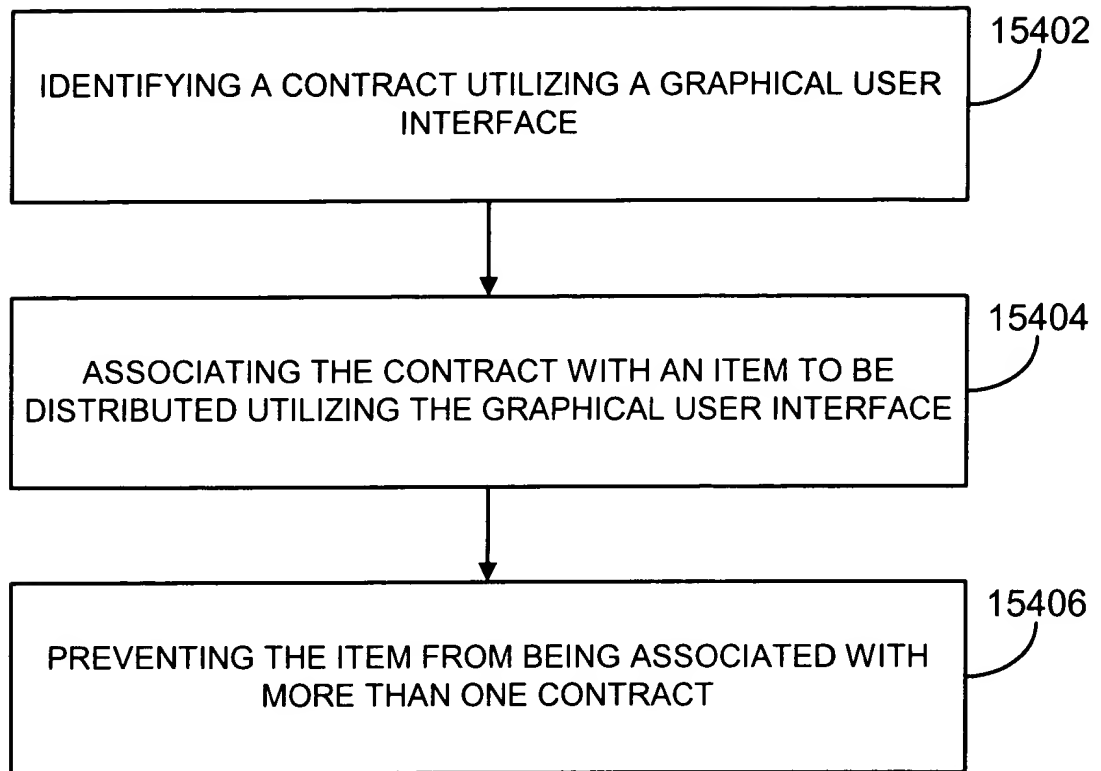 15402
IDENTIFYING A CONTRACT UTILIZING A GRAPHICAL USER
INTERFACE
15404
ASSOCIATING THE CONTRACT WITH AN ITEM TO BE
DISTRIBUTED UTILIZING THE GRAPHICAL USER INTERFACE
15406
PREVENTING THE ITEM FROM BEING ASSOCIATED WITH
MORE THAN ONE CONTRACT